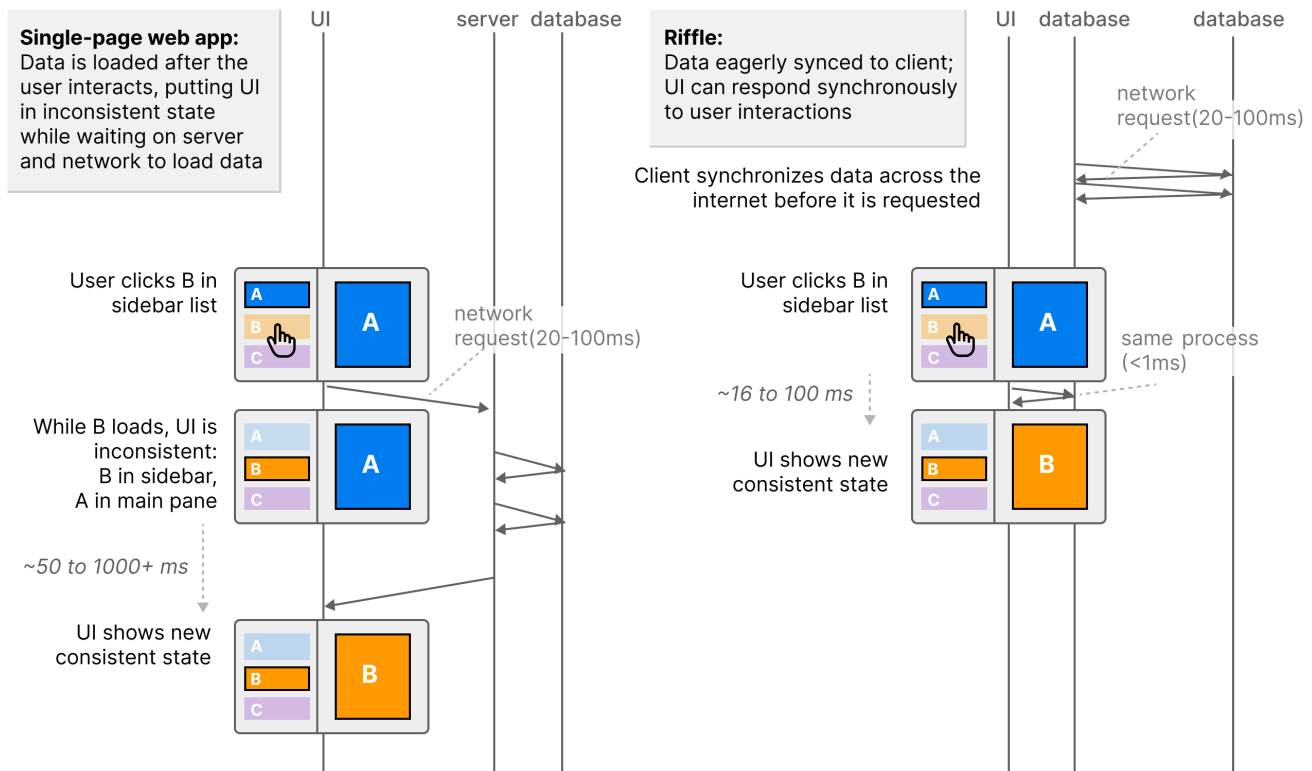 UI
server
database
Single-page web app:
Data is loaded after the
user interacts, putting UI
in inconsistent state
while waiting on server
and network to load data
User clicks B in
sidebar list
A
B
C
A
network
request(20-100ms)
While B loads, UI is
inconsistent:
B in sidebar,
A in main pane
A
B
C
A
~50 to 1000+ ms
UI shows new
consistent state
A
B
C
B
UI
database
database
Riffle:
Data eagerly synced to client;
UI can respond synchronously
to user interactions
network
request(20-100ms)
Client synchronizes data across the
internet before it is requested
User clicks B in
sidebar list
A
B
C
A
same process
(<1ms)
~16 to 100 ms
UI shows new
consistent state
A
B
C
B